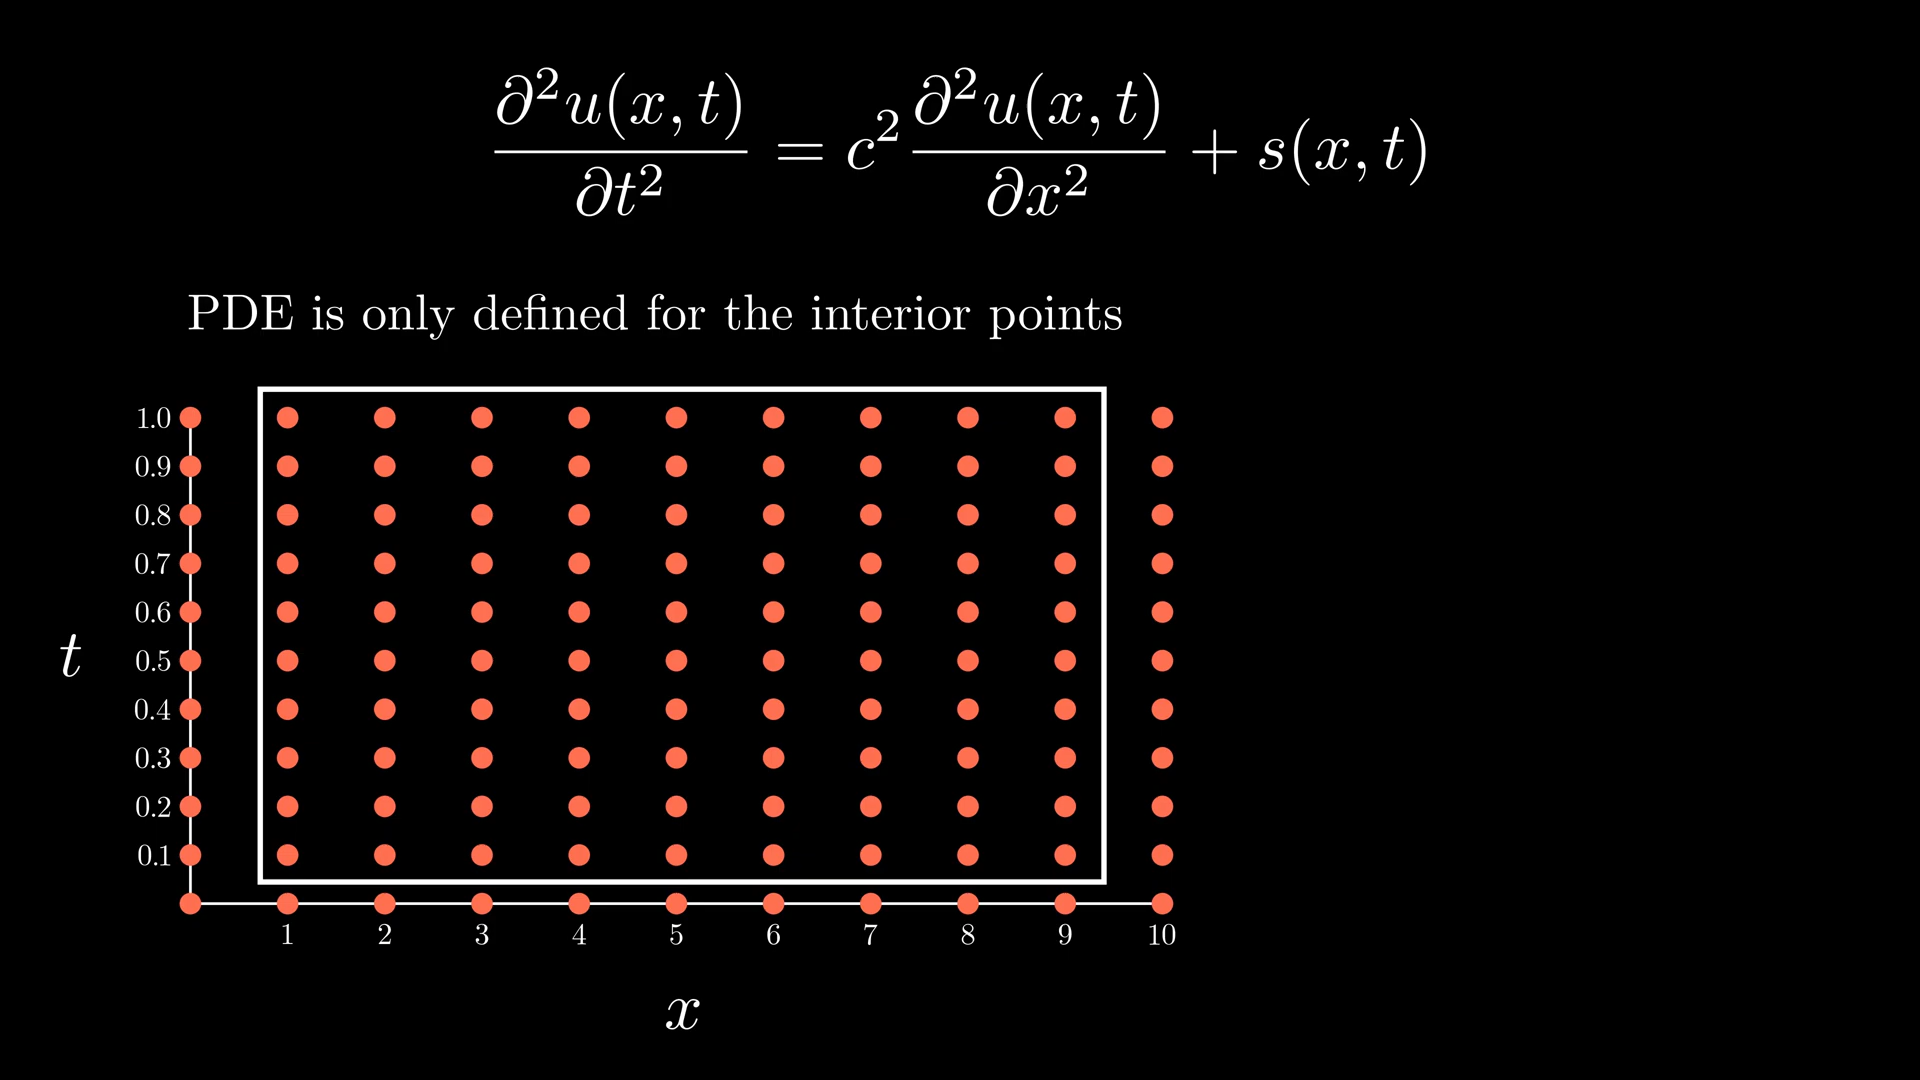 ∂²u(x, t)/∂t² = c² ∂²u(x, t)/∂x² + s(x, t)
PDE is only defined for the interior points
1.0
0.9
0.8
0.7
0.6
0.5
0.4
0.3
0.2
0.1
t
1 2 3 4 5 6 7 8 9 10
x